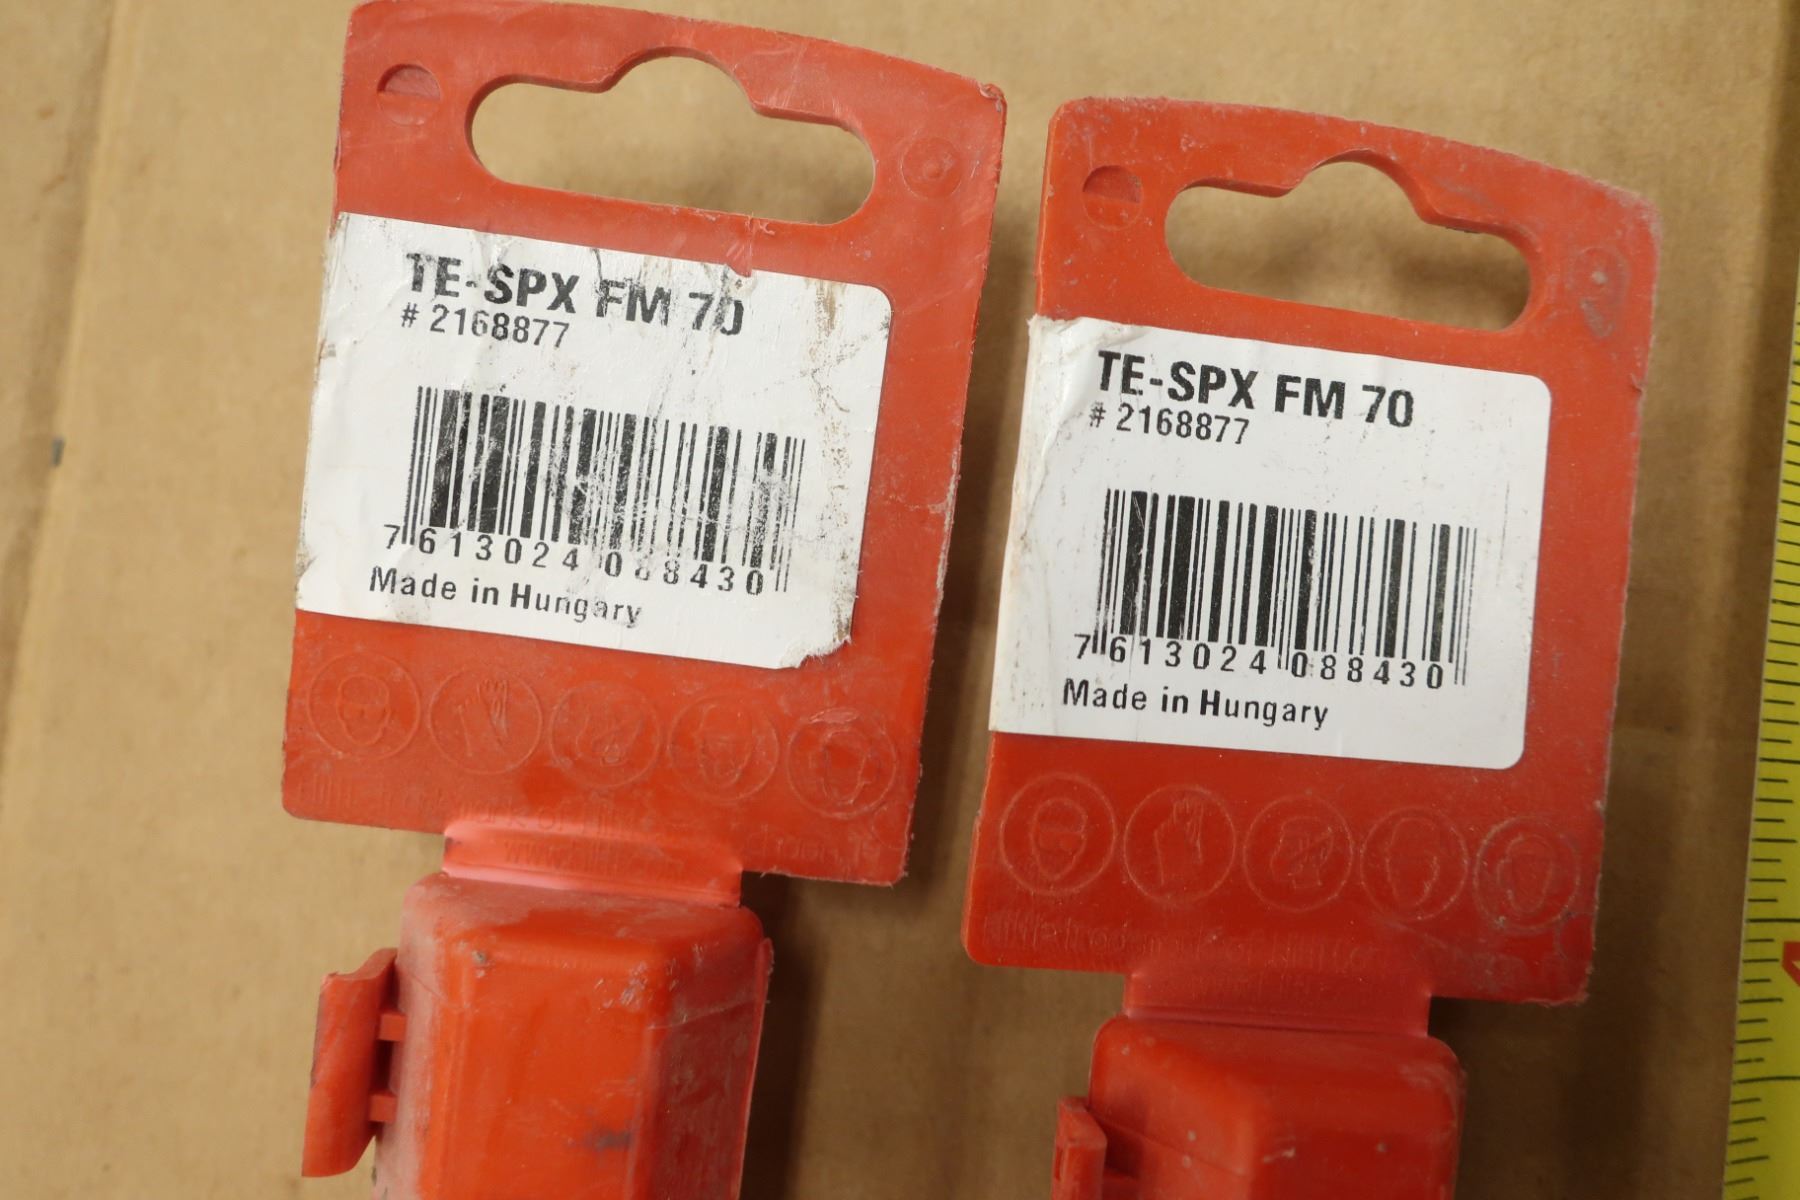 TE-SPX FM 70
# 2168877
7 613024 088430
Made in Hungary
TE-SPX FM 70
# 2168877
7 613024 088430
Made in Hungary